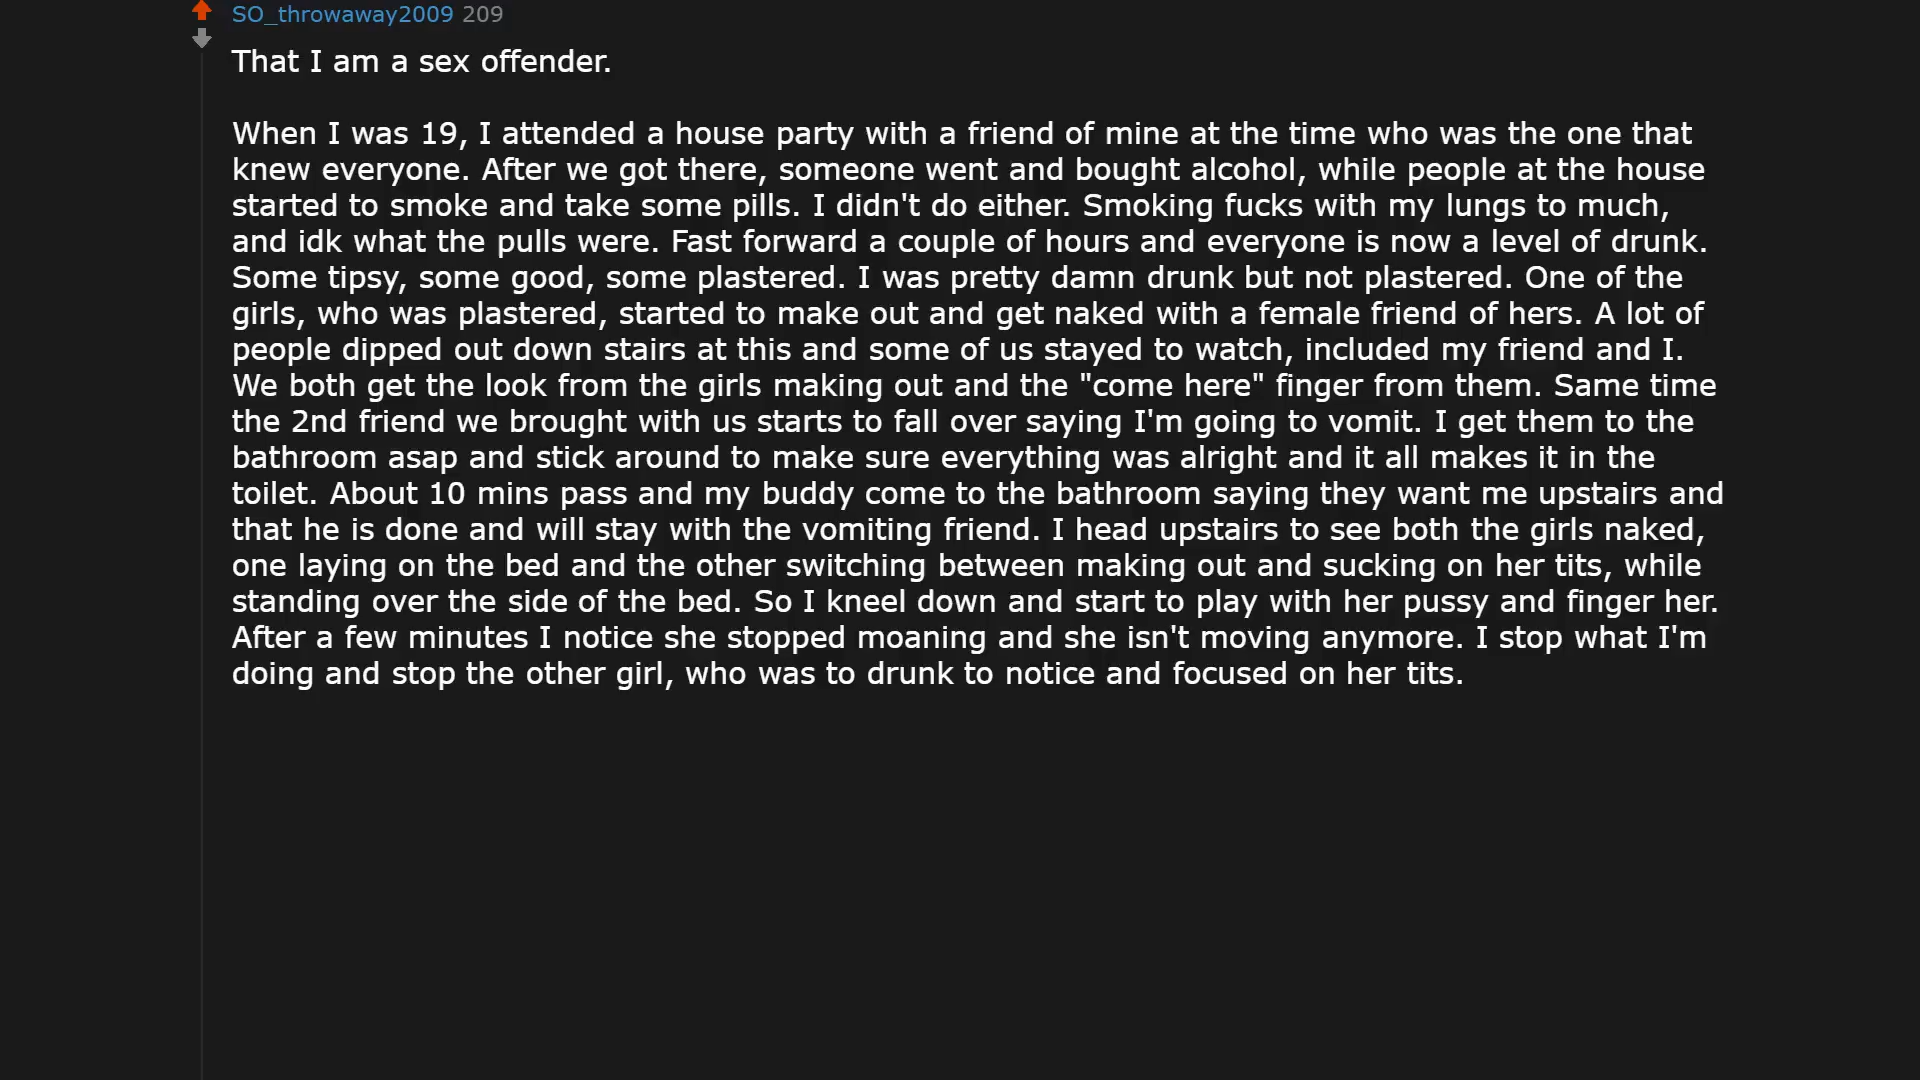 SO_throwaway2009 209
That I am a sex offender.
When I was 19, I attended a house party with a friend of mine at the time who was the one that
knew everyone. After we got there, someone went and bought alcohol, while people at the house
started to smoke and take some pills. I didn't do either. Smoking fucks with my lungs to much,
and idk what the pulls were. Fast forward a couple of hours and everyone is now a level of drunk.
Some tipsy, some good, some plastered. I was pretty damn drunk but not plastered. One of the
girls, who was plastered, started to make out and get naked with a female friend of hers. A lot of
people dipped out down stairs at this and some of us stayed to watch, included my friend and I.
We both get the look from the girls making out and the "come here" finger from them. Same time
the 2nd friend we brought with us starts to fall over saying I'm going to vomit. I get them to the
bathroom asap and stick around to make sure everything was alright and it all makes it in the
toilet. About 10 mins pass and my buddy come to the bathroom saying they want me upstairs and
that he is done and will stay with the vomiting friend. I head upstairs to see both the girls naked,
one laying on the bed and the other switching between making out and sucking on her tits, while
standing over the side of the bed. So I kneel down and start to play with her pussy and finger her.
After a few minutes I notice she stopped moaning and she isn't moving anymore. I stop what I'm
doing and stop the other girl, who was to drunk to notice and focused on her tits.